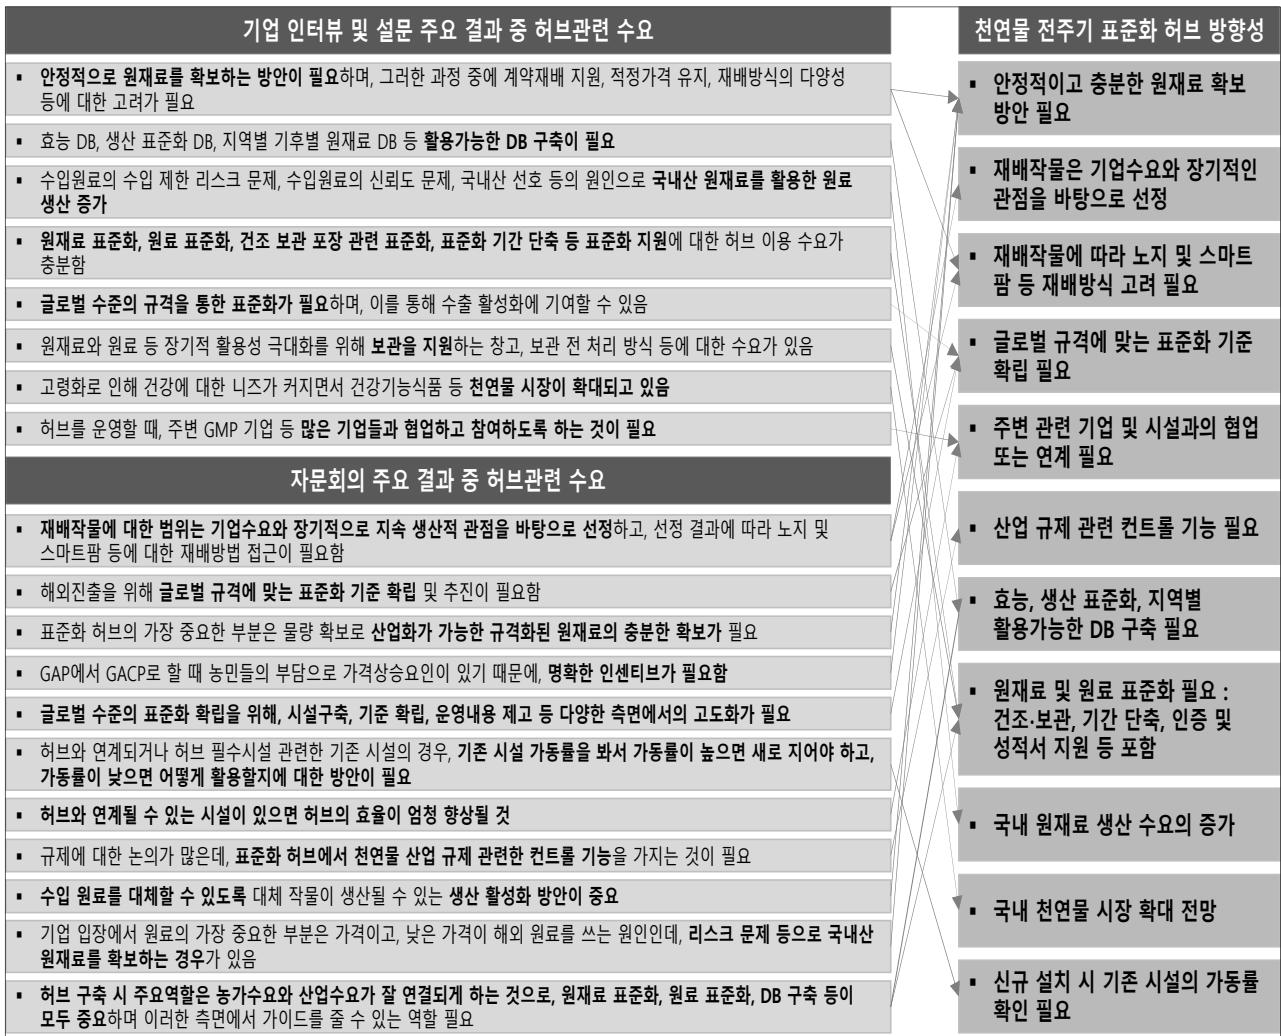 기업 인터뷰 및 설문 주요 결과 중 허브관련 수요
▪ 안정적으로 원재료를 확보하는 방안이 필요하며, 그러한 과정 중에 계약재배 지원, 적정가격 유지, 재배방식의 다양성
등에 대한 고려가 필요
▪ 효능 DB, 생산 표준화 DB, 지역별 기후별 원재료 DB 등 활용가능한 DB 구축이 필요
▪ 수입원료의 수입 제한 리스크 문제, 수입원료의 신뢰도 문제, 국내산 선호 등의 원인으로 국내산 원재료를 활용한 원료
생산 증가
▪ 원재료 표준화, 원료 표준화, 건조 보관 포장 관련 표준화, 표준화 기간 단축 등 표준화 지원에 대한 허브 이용 수요가
충분함
▪ 글로벌 수준의 규격을 통한 표준화가 필요하며, 이를 통해 수출 활성화에 기여할 수 있음
▪ 원재료와 원료 등 장기적 활용성 극대화를 위해 보관을 지원하는 창고, 보관 전 처리 방식 등에 대한 수요가 있음
▪ 고령화로 인해 건강에 대한 니즈가 커지면서 건강기능식품 등 천연물 시장이 확대되고 있음
▪ 허브를 운영할 때, 주변 GMP 기업 등 많은 기업들과 협업하고 참여하도록 하는 것이 필요
자문회의 주요 결과 중 허브관련 수요
▪ 재배작물에 대한 범위는 기업수요와 장기적으로 지속 생산적 관점을 바탕으로 선정하고, 선정 결과에 따라 노지 및
스마트팜 등에 대한 재배방법 접근이 필요함
▪ 해외진출을 위해 글로벌 규격에 맞는 표준화 기준 확립 및 추진이 필요함
▪ 표준화 허브의 가장 중요한 부분은 물량 확보로 산업화가 가능한 규격화된 원재료의 충분한 확보가 필요
▪ GAP에서 GACP로 할 때 농민들의 부담으로 가격상승요인이 있기 때문에, 명확한 인센티브가 필요함
▪ 글로벌 수준의 표준화 확립을 위해, 시설구축, 기준 확립, 운영내용 제고 등 다양한 측면에서의 고도화가 필요
▪ 허브와 연계되거나 허브 필수시설 관련한 기존 시설의 경우, 기존 시설 가동률을 봐서 가동률이 높으면 새로 지어야 하고,
가동률이 낮으면 어떻게 활용할지에 대한 방안이 필요
▪ 허브와 연계될 수 있는 시설이 있으면 허브의 효율이 엄청 향상될 것
▪ 규제에 대한 논의가 많은데, 표준화 허브에서 천연물 산업 규제 관련한 컨트롤 기능을 가지는 것이 필요
▪ 수입 원료를 대체할 수 있도록 대체 작물이 생산될 수 있는 생산 활성화 방안이 중요
▪ 기업 입장에서 원료의 가장 중요한 부분은 가격이고, 낮은 가격이 해외 원료를 쓰는 원인인데, 리스크 문제 등으로 국내산
원재료를 확보하는 경우가 있음
▪ 허브 구축 시 주요역할은 농가수요와 산업수요가 잘 연결되게 하는 것으로, 원재료 표준화, 원료 표준화, DB 구축 등이
모두 중요하며 이러한 측면에서 가이드를 줄 수 있는 역할 필요
천연물 전주기 표준화 허브 방향성
▪ 안정적이고 충분한 원재료 확보
방안 필요
▪ 재배작물은 기업수요와 장기적인
관점을 바탕으로 선정
▪ 재배작물에 따라 노지 및 스마트
팜 등 재배방식 고려 필요
▪ 글로벌 규격에 맞는 표준화 기준
확립 필요
▪ 주변 관련 기업 및 시설과의 협업
또는 연계 필요
▪ 산업 규제 관련 컨트롤 기능 필요
▪ 효능, 생산 표준화, 지역별
활용가능한 DB 구축 필요
▪ 원재료 및 원료 표준화 필요 :
건조·보관, 기간 단축, 인증 및
성적서 지원 등 포함
▪ 국내 원재료 생산 수요의 증가
▪ 국내 천연물 시장 확대 전망
▪ 신규 설치 시 기존 시설의 가동률
확인 필요